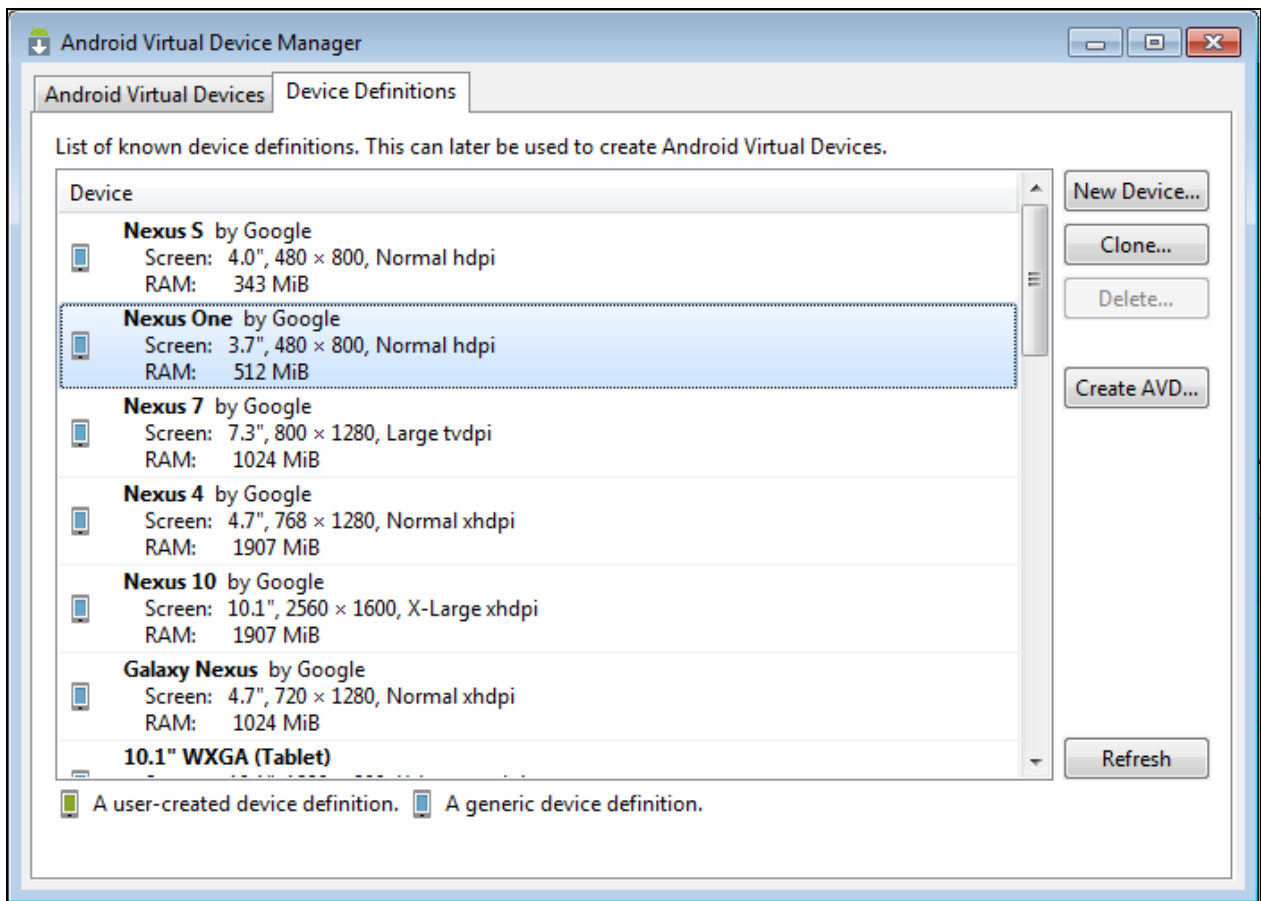 Android Virtual Device Manager
Android Virtual Devices
Device Definitions
List of known device definitions. This can later be used to create Android Virtual Devices.
Device
Nexus S by Google
Screen: 4.0", 480 × 800, Normal hdpi
RAM: 343 MiB
Nexus One by Google
Screen: 3.7", 480 × 800, Normal hdpi
RAM: 512 MiB
Nexus 7 by Google
Screen: 7.3", 800 × 1280, Large tvdpi
RAM: 1024 MiB
Nexus 4 by Google
Screen: 4.7", 768 × 1280, Normal xhdpi
RAM: 1907 MiB
Nexus 10 by Google
Screen: 10.1", 2560 × 1600, X-Large xhdpi
RAM: 1907 MiB
Galaxy Nexus by Google
Screen: 4.7", 720 × 1280, Normal xhdpi
RAM: 1024 MiB
10.1" WXGA (Tablet)
New Device...
Clone...
Delete...
Create AVD...
Refresh
A user-created device definition.
A generic device definition.